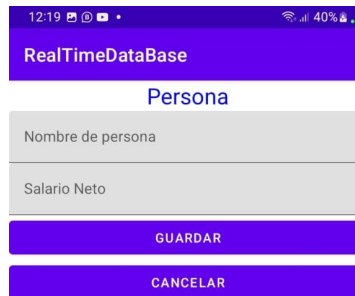 12:19
40%
RealTimeDataBase
Persona
Nombre de persona
Salario Neto
GUARDAR
CANCELAR